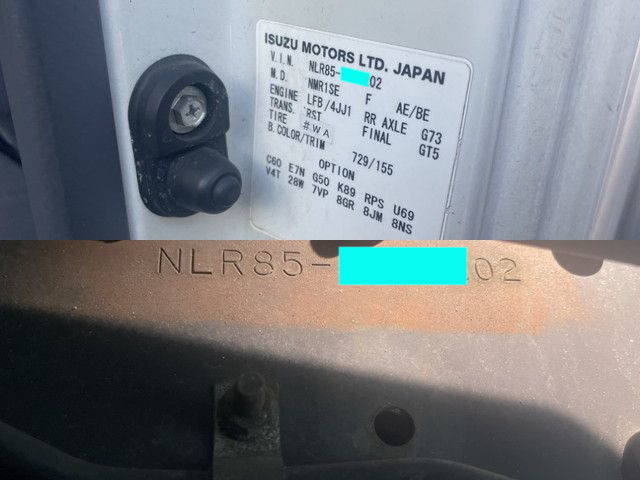 ISUZU MOTORS LTD. JAPAN
V.I.N. NLR85- 02
M.D. NMR1SE F AE/BE
ENGINE LFB/4JJ1 RR AXLE G73
TRANS. RST FINAL GT5
TIRE #.WA
B.COLOR/TRIM 729/155
OPTION
C60 E7N G50 K89 RPS U69
V4T 28W 7VP 8GR 8JM 8NS
NLR85- 02